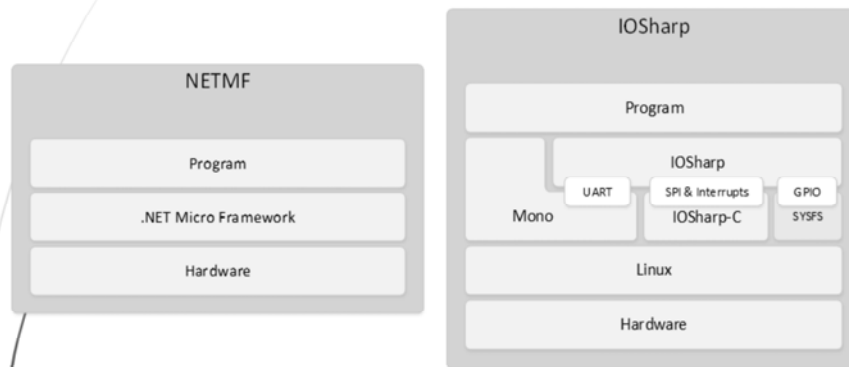 NETMF
Program
.NET Micro Framework
Hardware
IOSharp
Program
IOSharp
UART
SPI & Interrupts
GPIO
Mono
IOSharp-C
SYSFS
Linux
Hardware